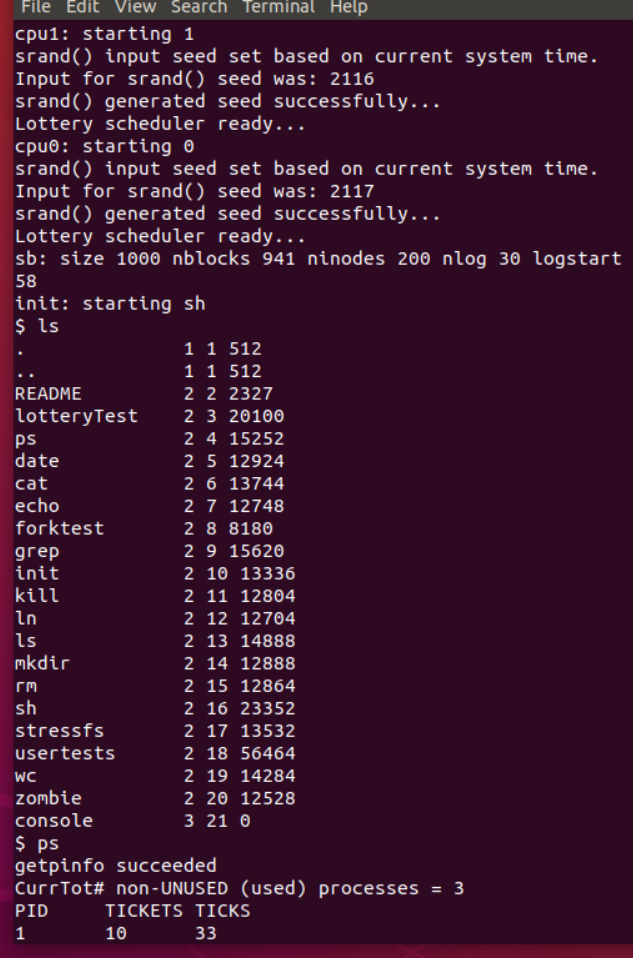 File Edit View Search Terminal Help
cpu1: starting 1
srand() input seed set based on current system time.
Input for srand() seed was: 2116
srand() generated seed successfully...
Lottery scheduler ready...
cpu0: starting 0
srand() input seed set based on current system time.
Input for srand() seed was: 2117
srand() generated seed successfully...
Lottery scheduler ready...
sb: size 1000 nblocks 941 ninodes 200 nlog 30 logstart
58
init: starting sh
$ ls
. 1 1 512
.. 1 1 512
README 2 2 2327
lotteryTest 2 3 20100
ps 2 4 15252
date 2 5 12924
cat 2 6 13744
echo 2 7 12748
forktest 2 8 8180
grep 2 9 15620
init 2 10 13336
kill 2 11 12804
ln 2 12 12704
ls 2 13 14888
mkdir 2 14 12888
rm 2 15 12864
sh 2 16 23352
stressfs 2 17 13532
usertests 2 18 56464
wc 2 19 14284
zombie 2 20 12528
console 3 21 0
$ ps
getpinfo succeeded
CurrTot# non-UNUSED (used) processes = 3
PID TICKETS TICKS
1 10 33